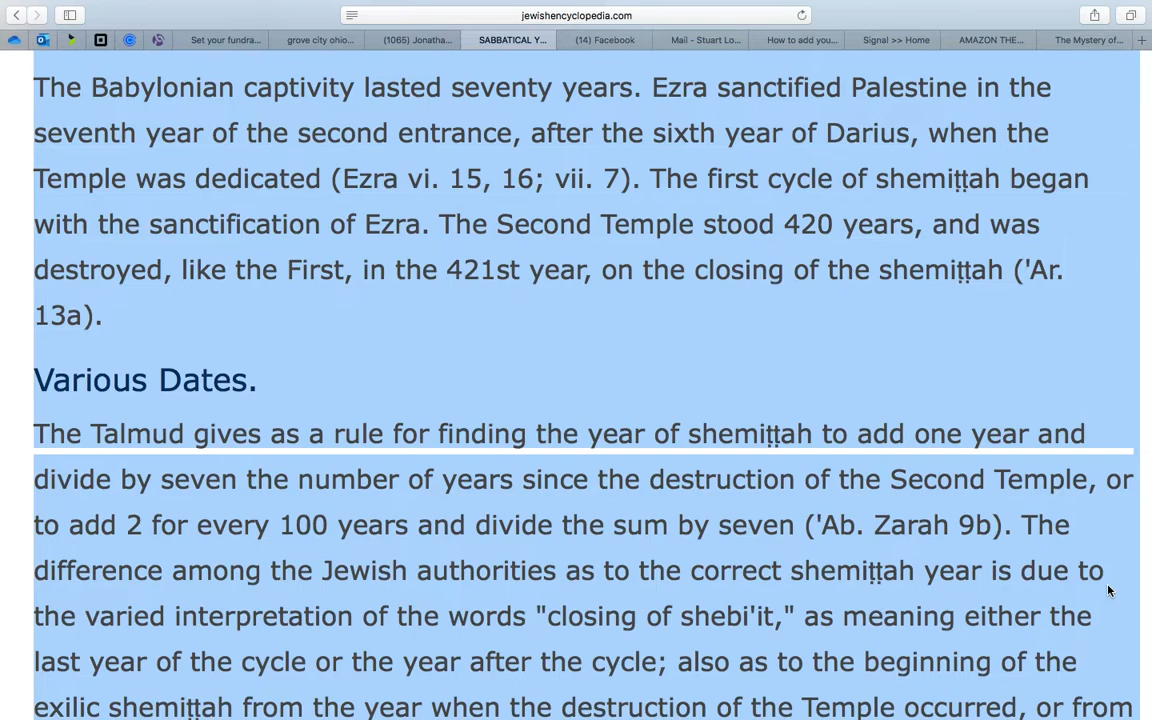 jewishencyclopedia.com
Set your fundra... grove city ohio... (1065) Jonatha... SABBATICAL Y... (14) Facebook Mail - Stuart Lo... How to add you... Signal >> Home AMAZON THE... The Mystery of...
The Babylonian captivity lasted seventy years. Ezra sanctified Palestine in the
seventh year of the second entrance, after the sixth year of Darius, when the
Temple was dedicated (Ezra vi. 15, 16; vii. 7). The first cycle of shemiṭṭah began
with the sanctification of Ezra. The Second Temple stood 420 years, and was
destroyed, like the First, in the 421st year, on the closing of the shemiṭṭah ('Ar.
13a).
Various Dates.
The Talmud gives as a rule for finding the year of shemiṭṭah to add one year and
divide by seven the number of years since the destruction of the Second Temple, or
to add 2 for every 100 years and divide the sum by seven ('Ab. Zarah 9b). The
difference among the Jewish authorities as to the correct shemiṭṭah year is due to
the varied interpretation of the words "closing of shebi'it," as meaning either the
last year of the cycle or the year after the cycle; also as to the beginning of the
exilic shemiṭṭah from the year when the destruction of the Temple occurred, or from